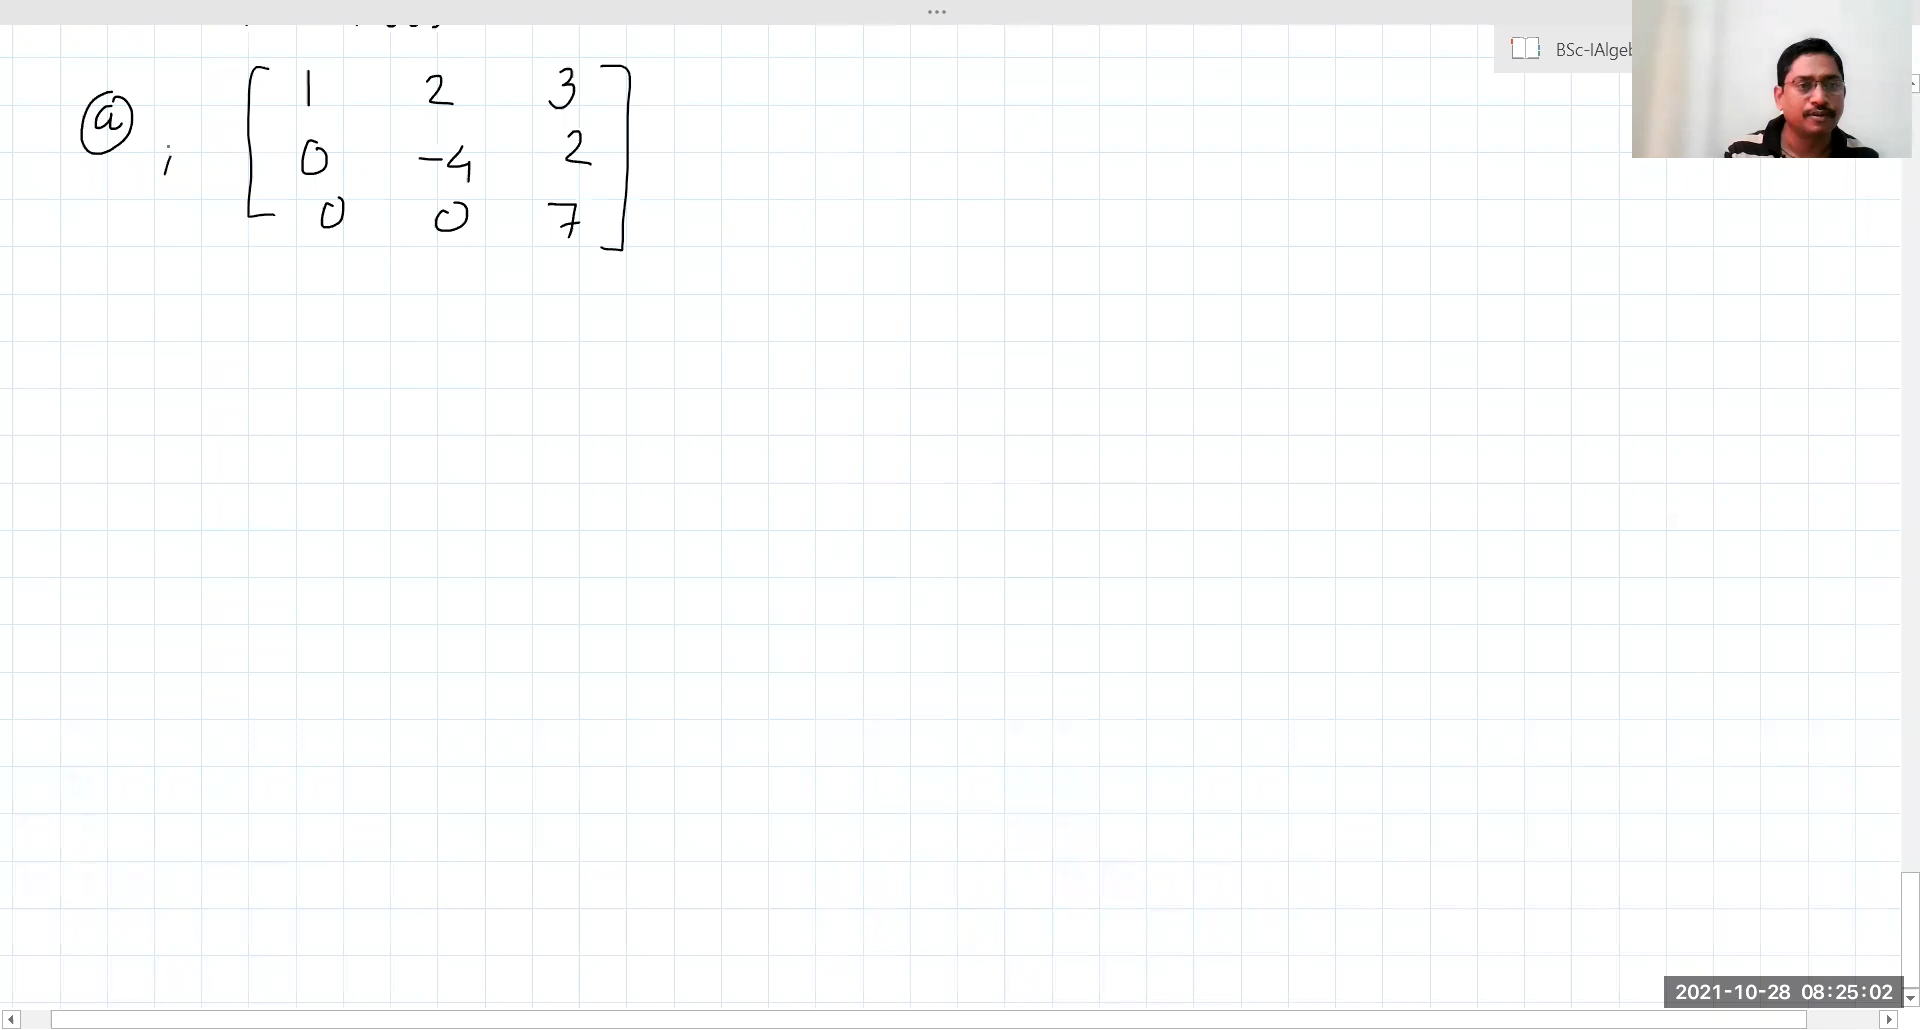 BSc-IAlgeb
1 2 3
(a) i 0 -4 2
0 0 7
2021-10-28 08:25:02